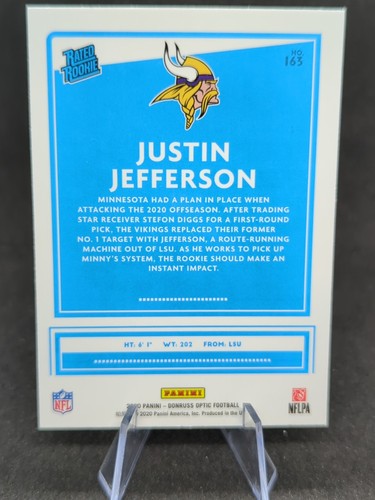 RATED
ROOKIE
NO.
163
JUSTIN
JEFFERSON
MINNESOTA HAD A PLAN IN PLACE WHEN
ATTACKING THE 2020 OFFSEASON. AFTER TRADING
STAR RECEIVER STEFON DIGGS FOR A FIRST-ROUND
PICK, THE VIKINGS REPLACED THEIR FORMER
NO. 1 TARGET WITH JEFFERSON, A ROUTE-RUNNING
MACHINE OUT OF LSU. AS HE WORKS TO PICK UP
MINNY'S SYSTEM, THE ROOKIE SHOULD MAKE AN
INSTANT IMPACT.
HT: 6' 1" WT: 202 FROM: LSU
NFL
PANINI
NFLPA
PANINI - DONRUSS OPTIC FOOTBALL
2020 Panini America, Inc. Produced in the